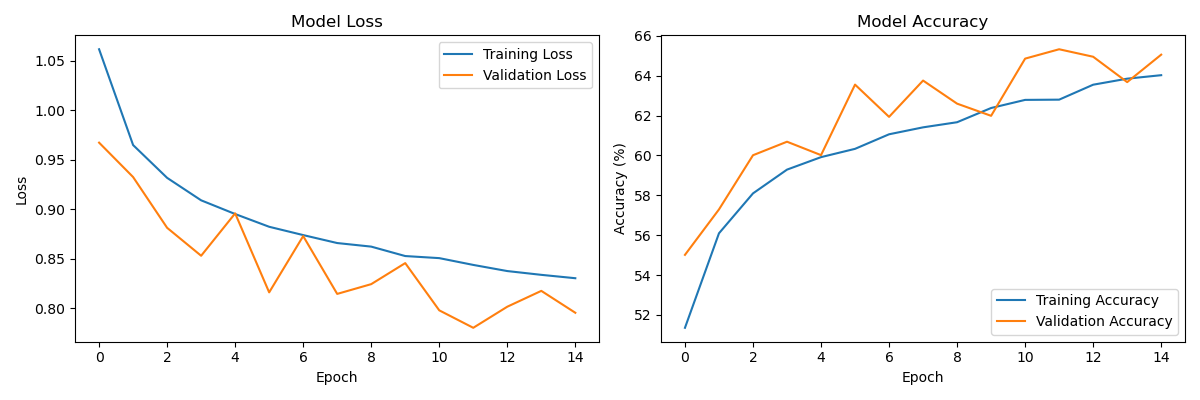 Model Loss
1.05
1.00
0.95
0.90
0.85
0.80
Loss
Training Loss
Validation Loss
0 2 4 6 8 10 12 14
Epoch
Model Accuracy
66
64
62
60
58
56
54
52
Accuracy (%)
Training Accuracy
Validation Accuracy
0 2 4 6 8 10 12 14
Epoch